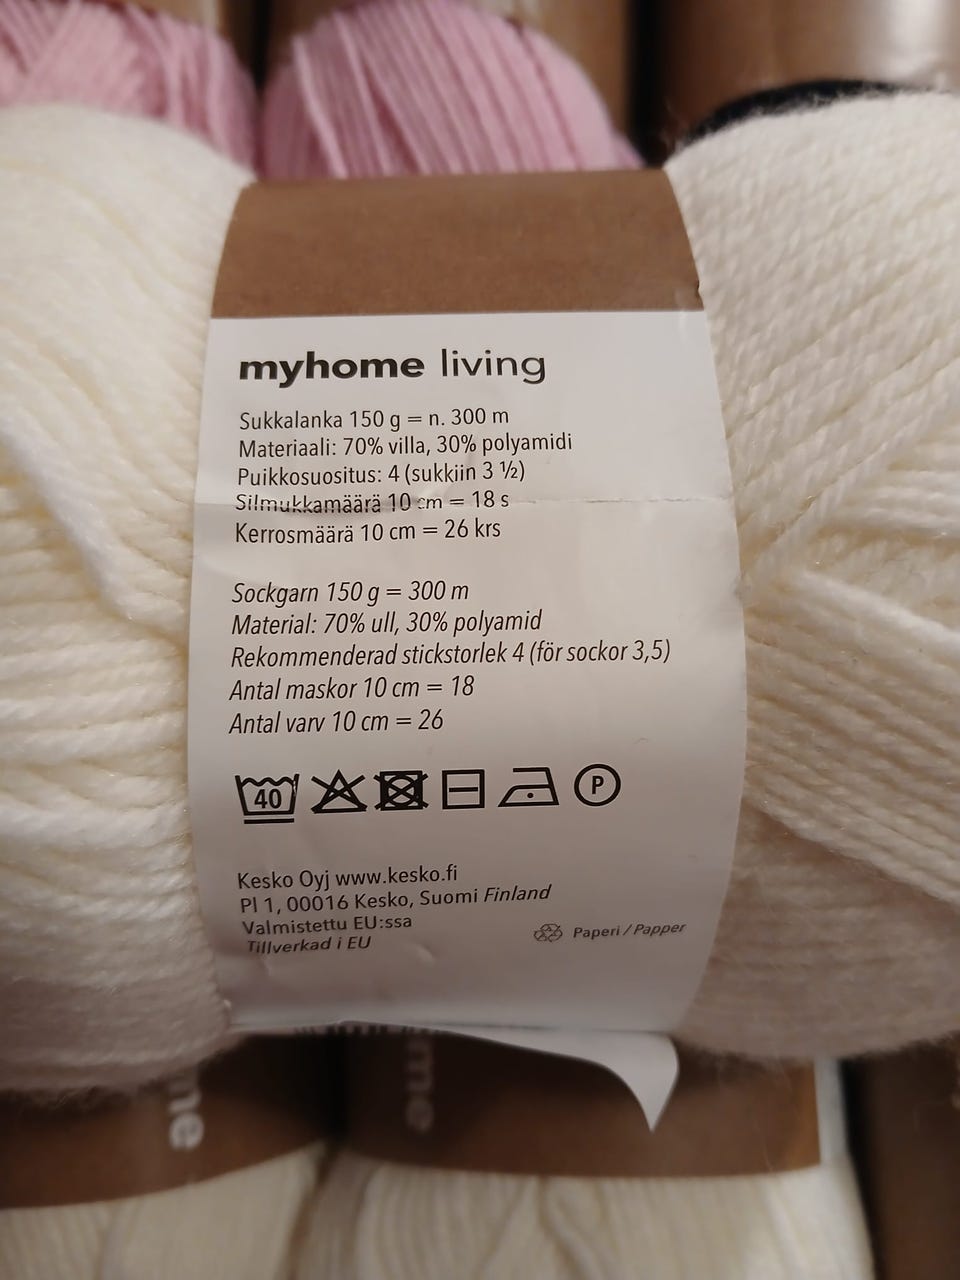 myhome living
Sukkalanka 150 g = n. 300 m
Materiaali: 70% villa, 30% polyamidi
Puikkosuositus: 4 (sukkiin 3 ½)
Silmukkamäärä 10 cm = 18 s
Kerrosmäärä 10 cm = 26 krs
Sockgarn 150 g = 300 m
Material: 70% ull, 30% polyamid
Rekommenderad stickstorlek 4 (för sockor 3,5)
Antal maskor 10 cm = 18
Antal varv 10 cm = 26
40 P
Kesko Oyj www.kesko.fi
Pl 1, 00016 Kesko, Suomi Finland
Valmistettu EU:ssa
Tillverkad i EU
Paperi / Papper
me
me